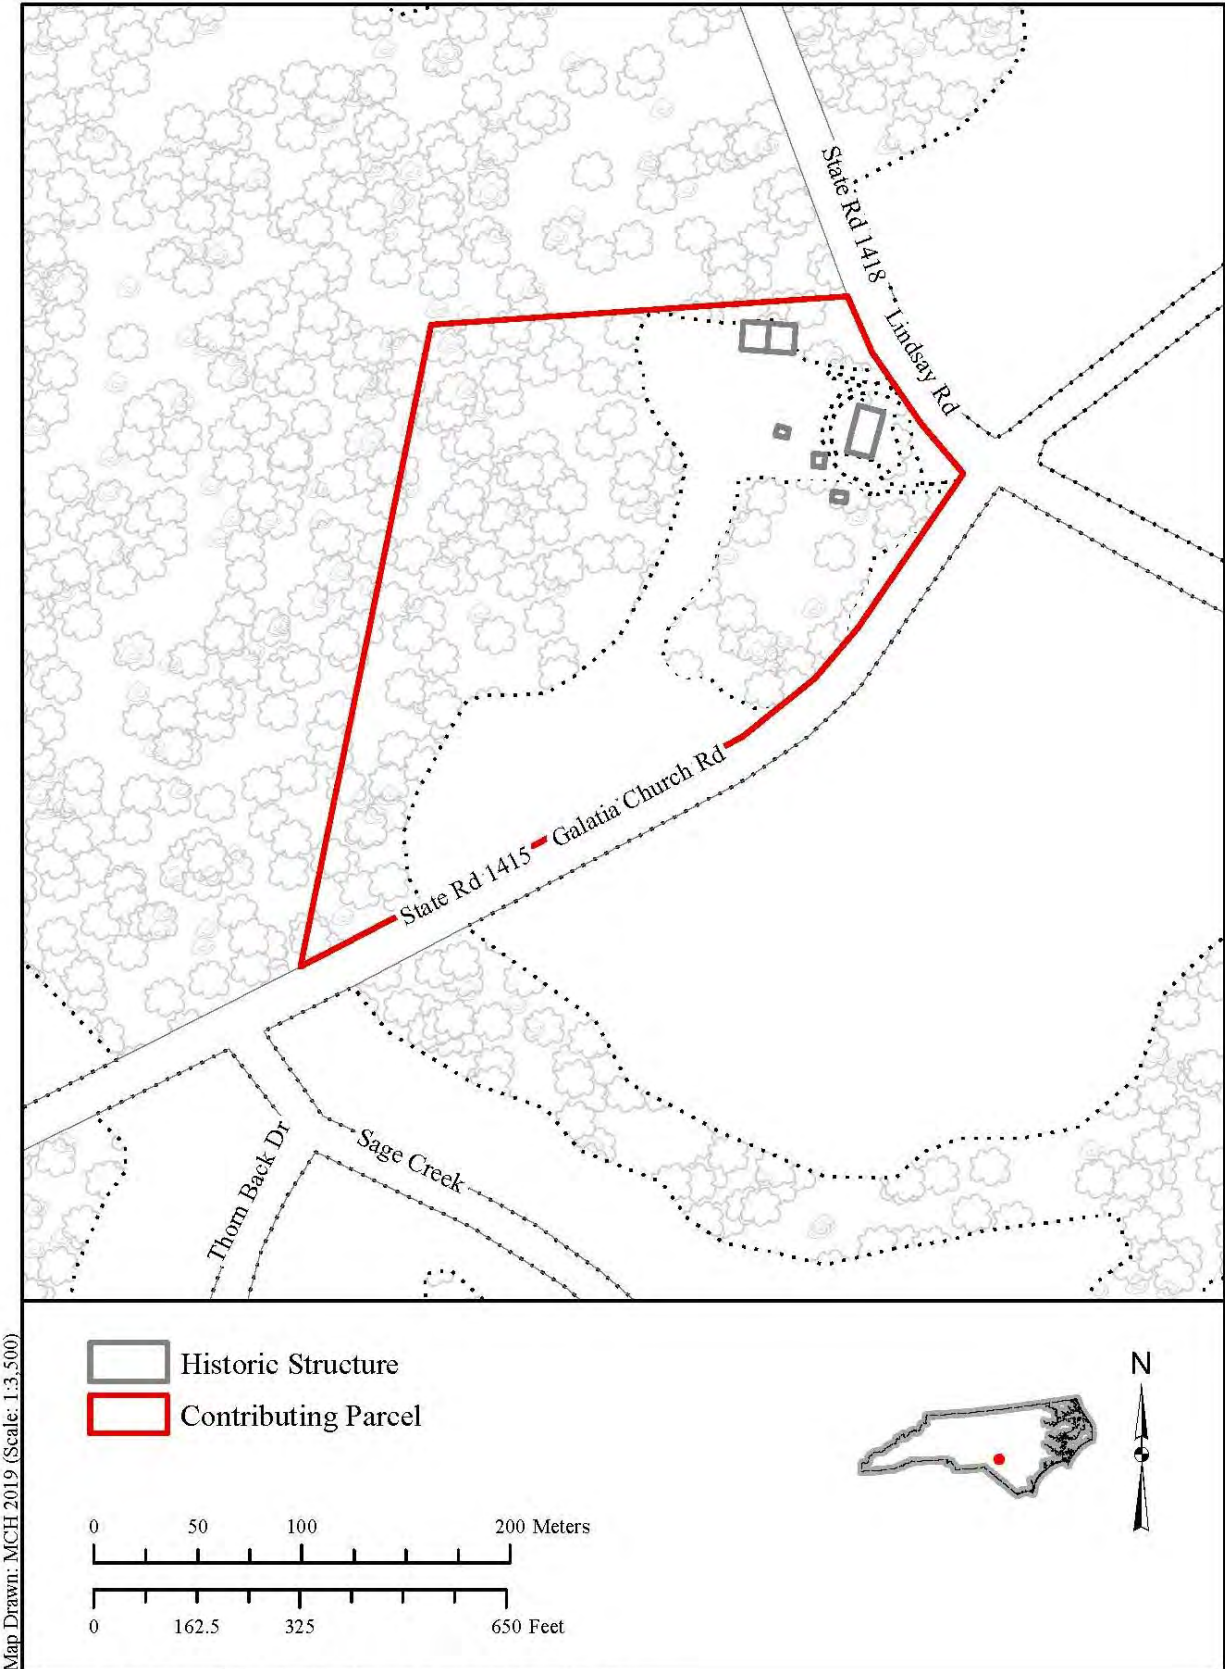 State Rd 1418
Lindsay Rd
Galatia Church Rd
State Rd 1415
Sage Creek
Thorn Back Dr
Historic Structure
Contributing Parcel
N
0 50 100 200 Meters
0 162.5 325 650 Feet
Map Drawn: MCH 2019 (Scale: 1:3,500)